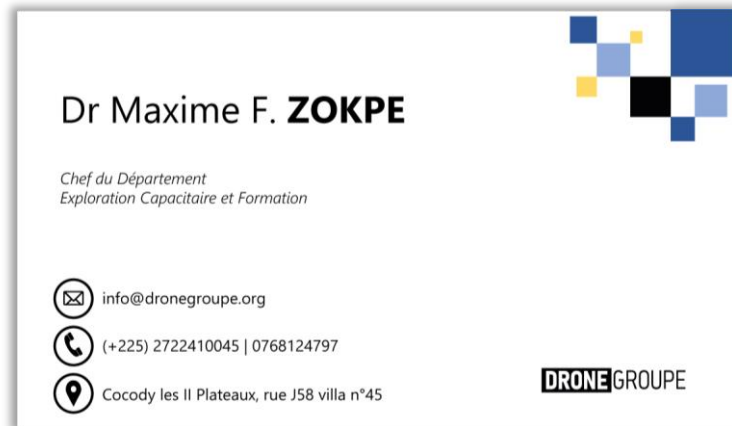 Dr Maxime F. ZOKPE
Chef du Département
Exploration Capacitaire et Formation
info@dronegroupe.org
(+225) 2722410045 | 0768124797
Cocody les II Plateaux, rue J58 villa n°45
DRONE GROUPE